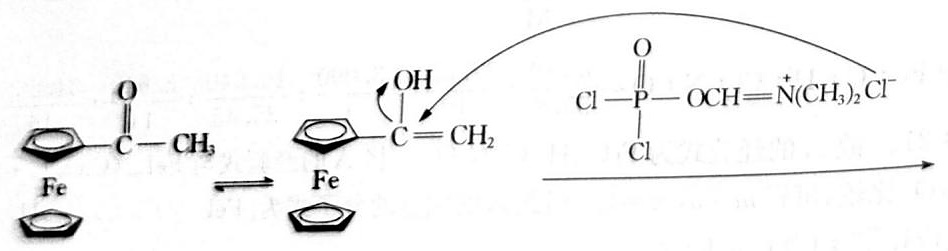 O
OH
O
C—CH₃
C=CH₂
Cl—P—OCH=N⁺(CH₃)₂Cl⁻
Cl
Fe
Fe